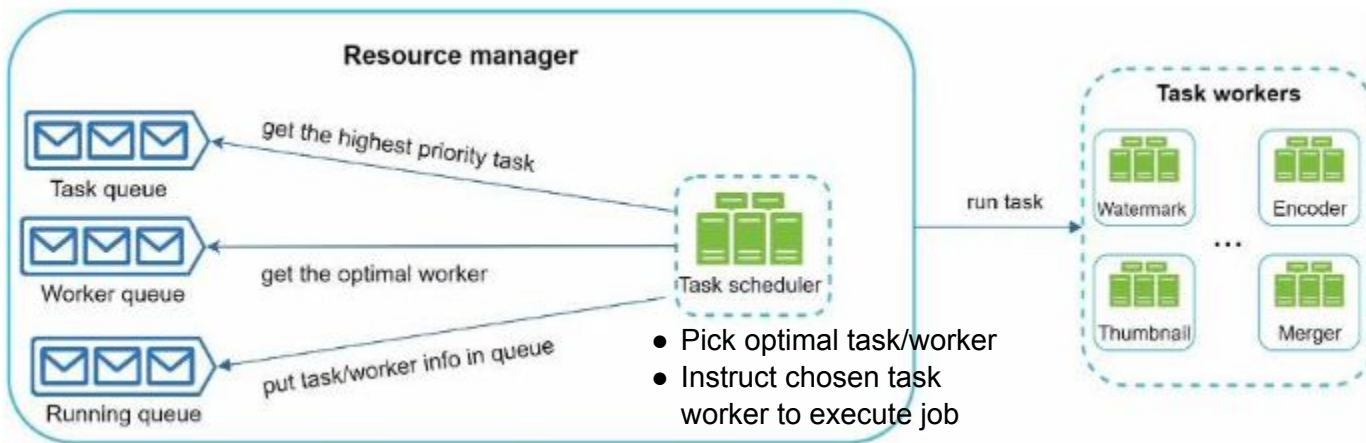 Resource manager
get the highest priority task
Task queue
get the optimal worker
Worker queue
put task/worker info in queue
Running queue
Task scheduler
● Pick optimal task/worker
● Instruct chosen task
worker to execute job
run task
Task workers
Watermark
Encoder
...
Thumbnail
Merger